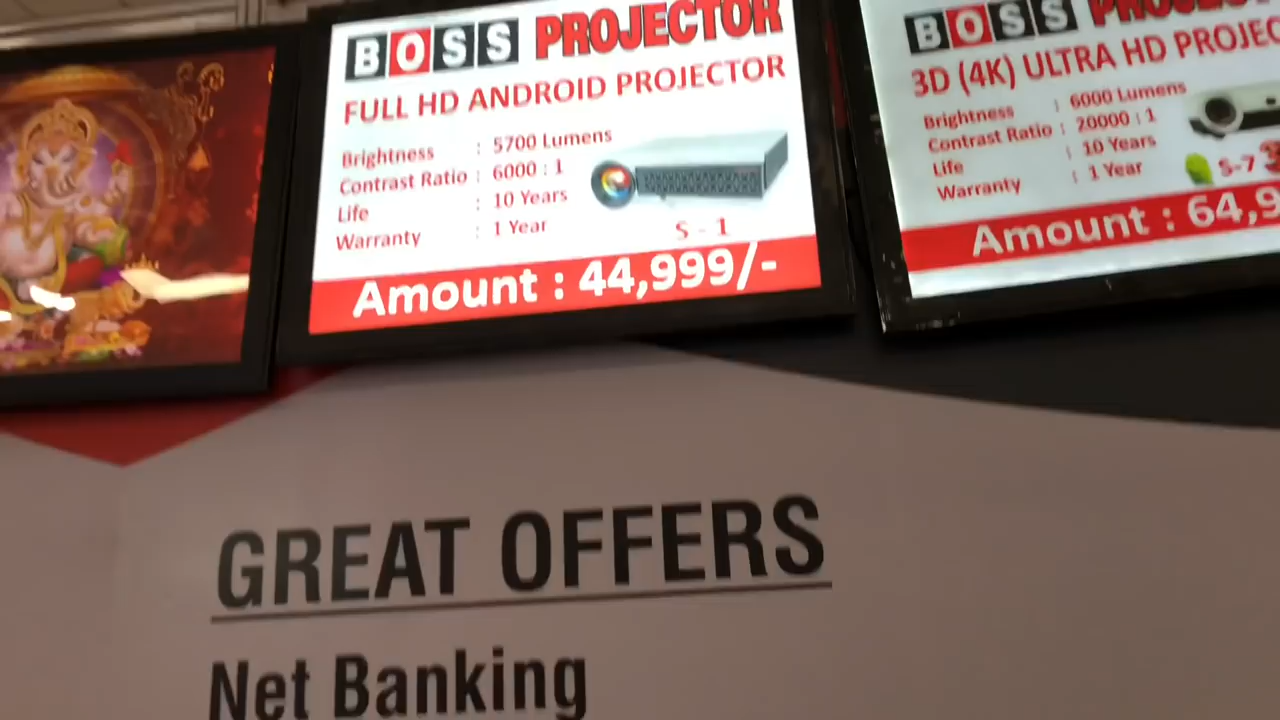 BOSS PROJECTOR
FULL HD ANDROID PROJECTOR
Brightness : 5700 Lumens
Contrast Ratio : 6000 : 1
Life : 10 Years
Warranty : 1 Year
S - 1
Amount : 44,999/-
BOSS
3D (4K) ULTRA HD
Brightness : 6000 Lumens
Contrast Ratio : 20000 : 1
Life : 10 Years
Warranty : 1 Year
S-7
Amount :
GREAT OFFERS
Net Banking